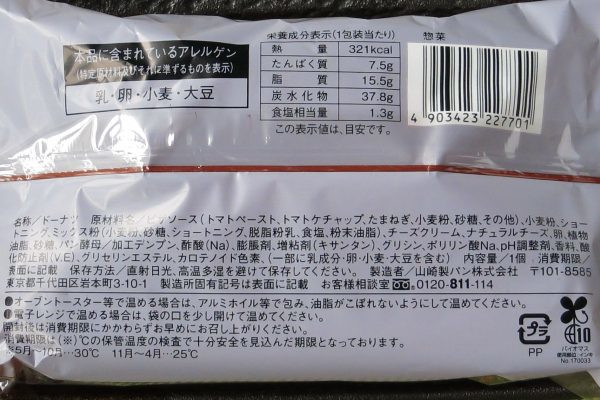 本品に含まれているアレルゲン
(特定原材料及びそれに準ずるものを表示)
乳・卵・小麦・大豆
栄養成分表示(1包装当たり)
熱量 321kcal
たんぱく質 7.5g
脂質 15.5g
炭水化物 37.8g
食塩相当量 1.3g
この表示値は、目安です。
惣菜
4 903423 227701
名称/ドーナツ 原材料名/ピザソース(トマトペースト、トマトケチャップ、たまねぎ、小麦粉、砂糖、その他)、小麦粉、ショー
トニング、ミックス粉(小麦粉、砂糖、ショートニング、脱脂粉乳、食塩、粉末油脂)、チーズクリーム、ナチュラルチーズ、卵、植物
油脂、砂糖、パン酵母/加工デンプン、酢酸(Na)、膨脹剤、増粘剤(キサンタン)、グリシン、ポリリン酸Na、pH調整剤、香料、酸
化防止剤(V.E)、グリセリンエステル、カロテノイド色素、(一部に乳成分・卵・小麦・大豆を含む) 内容量/1個 消費期限/
表面に記載 保存方法/直射日光、高温多湿を避けて保存してください。 製造者/山崎製パン株式会社 〒101-8585
東京都千代田区岩本町3-10-1 製造所固有記号は表面に記載 お客様相談室 0120-811-114
●オーブントースター等で温める場合は、アルミホイル等で包み、油脂がこぼれないようにして温めてください。
●電子レンジで温める場合は、袋の口を少し開けて温めてください。
開封後は消費期限にかかわらずお早めにお召し上がりください。
消費期限は(※)℃の保管温度の検査で十分安全を見込んだ期限となっております。
※5月~10月…30℃ 11月~4月…25℃
プラ
PP
10
バイオマス
使用部位:インキ
No.170033